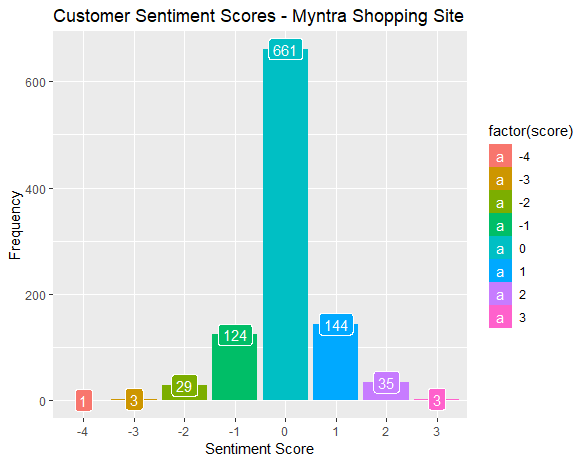 Customer Sentiment Scores - Myntra Shopping Site
Frequency
600
400
200
0
1
3
29
124
661
144
35
3
-4
-3
-2
-1
0
1
2
3
Sentiment Score
factor(score)
a -4
a -3
a -2
a -1
a 0
a 1
a 2
a 3